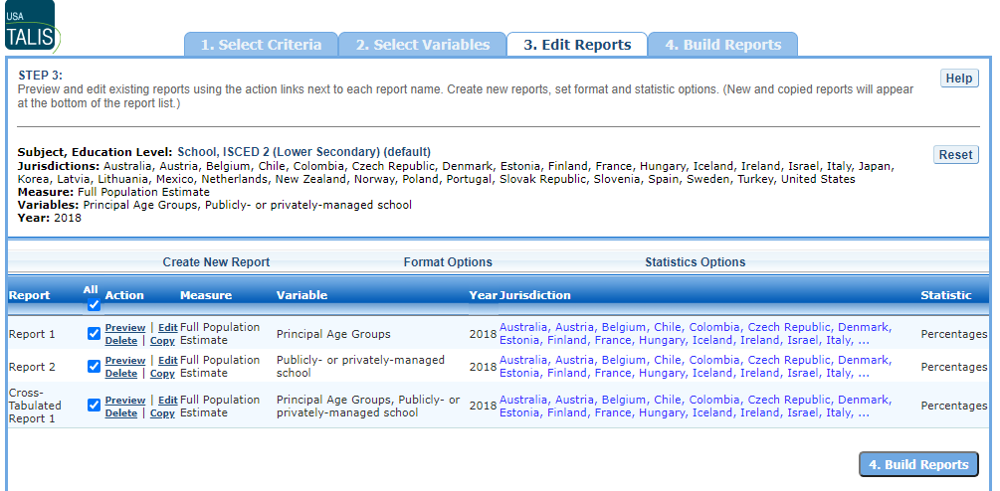 USA
TALIS
1. Select Criteria
2. Select Variables
3. Edit Reports
4. Build Reports
STEP 3:
Help
Preview and edit existing reports using the action links next to each report name. Create new reports, set format and statistic options. (New and copied reports will appear
at the bottom of the report list.)
Subject, Education Level: School, ISCED 2 (Lower Secondary) (default)
Reset
Jurisdictions: Australia, Austria, Belgium, Chile, Colombia, Czech Republic, Denmark, Estonia, Finland, France, Hungary, Iceland, Ireland, Israel, Italy, Japan,
Korea, Latvia, Lithuania, Mexico, Netherlands, New Zealand, Norway, Poland, Portugal, Slovak Republic, Slovenia, Spain, Sweden, Turkey, United States
Measure: Full Population Estimate
Variables: Principal Age Groups, Publicly- or privately-managed school
Year: 2018
Create New Report
Format Options
Statistics Options
Report All Action Measure Variable Year Jurisdiction Statistic
Report 1 Preview | Edit Full Population Principal Age Groups 2018 Australia, Austria, Belgium, Chile, Colombia, Czech Republic, Denmark, Percentages
Delete | Copy Estimate Estonia, Finland, France, Hungary, Iceland, Ireland, Israel, Italy, ...
Report 2 Preview | Edit Full Population Publicly- or privately-managed 2018 Australia, Austria, Belgium, Chile, Colombia, Czech Republic, Denmark, Percentages
Delete | Copy Estimate school Estonia, Finland, France, Hungary, Iceland, Ireland, Israel, Italy, ...
Cross-
Tabulated Preview | Edit Full Population Principal Age Groups, Publicly- or 2018 Australia, Austria, Belgium, Chile, Colombia, Czech Republic, Denmark, Percentages
Report 1 Delete | Copy Estimate privately-managed school Estonia, Finland, France, Hungary, Iceland, Ireland, Israel, Italy, ...
4. Build Reports